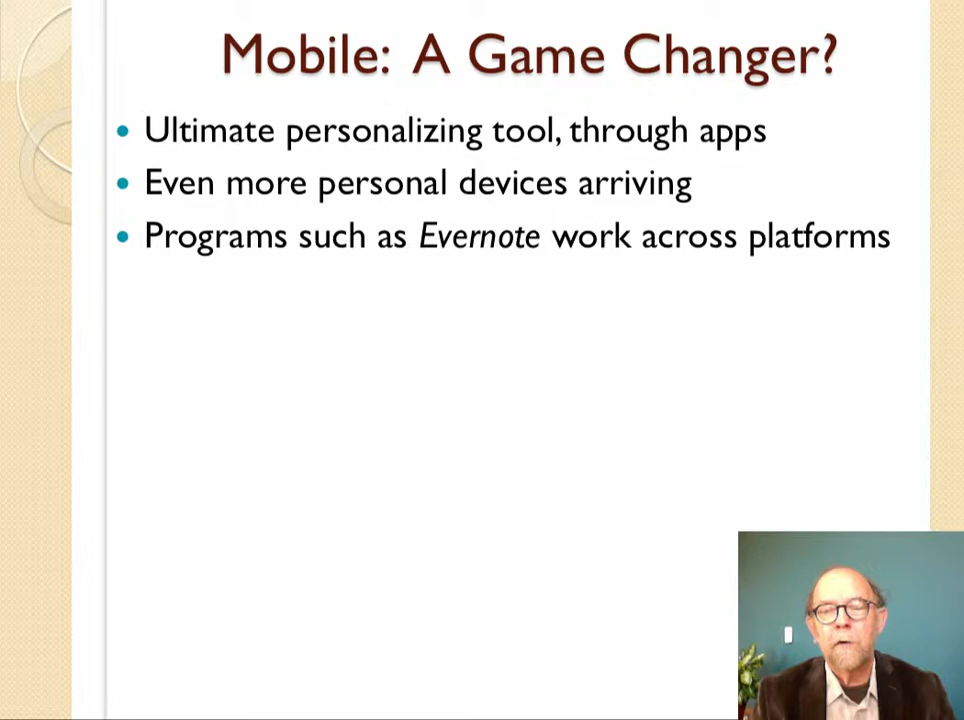 Mobile: A Game Changer?
• Ultimate personalizing tool, through apps
• Even more personal devices arriving
• Programs such as Evernote work across platforms